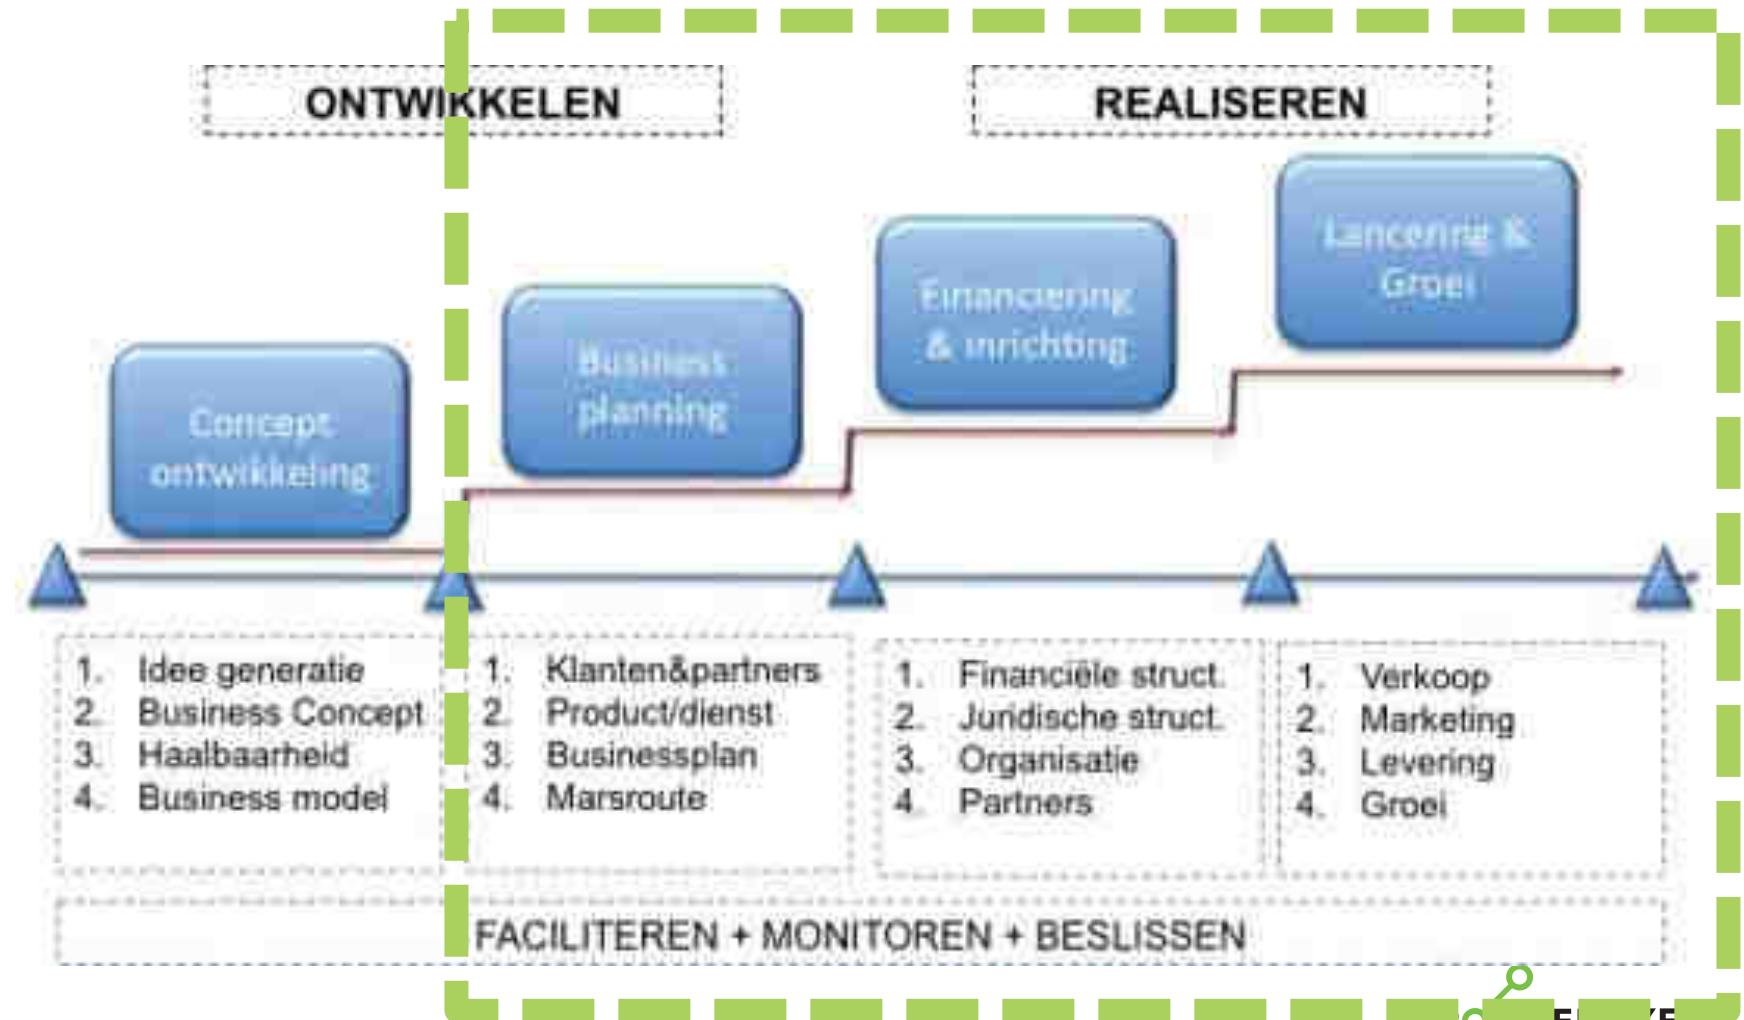 ONTWIKKELEN
REALISEREN
Concept
ontwikkeling
Business
planning
Financiering
& inrichting
Lancering &
Groei
1. Idee generatie
2. Business Concept
3. Haalbaarheid
4. Business model
1. Klanten&partners
2. Product/dienst
3. Businessplan
4. Marsroute
1. Financiële struct.
2. Juridische struct.
3. Organisatie
4. Partners
1. Verkoop
2. Marketing
3. Levering
4. Groei
FACILITEREN + MONITOREN + BESLISSEN